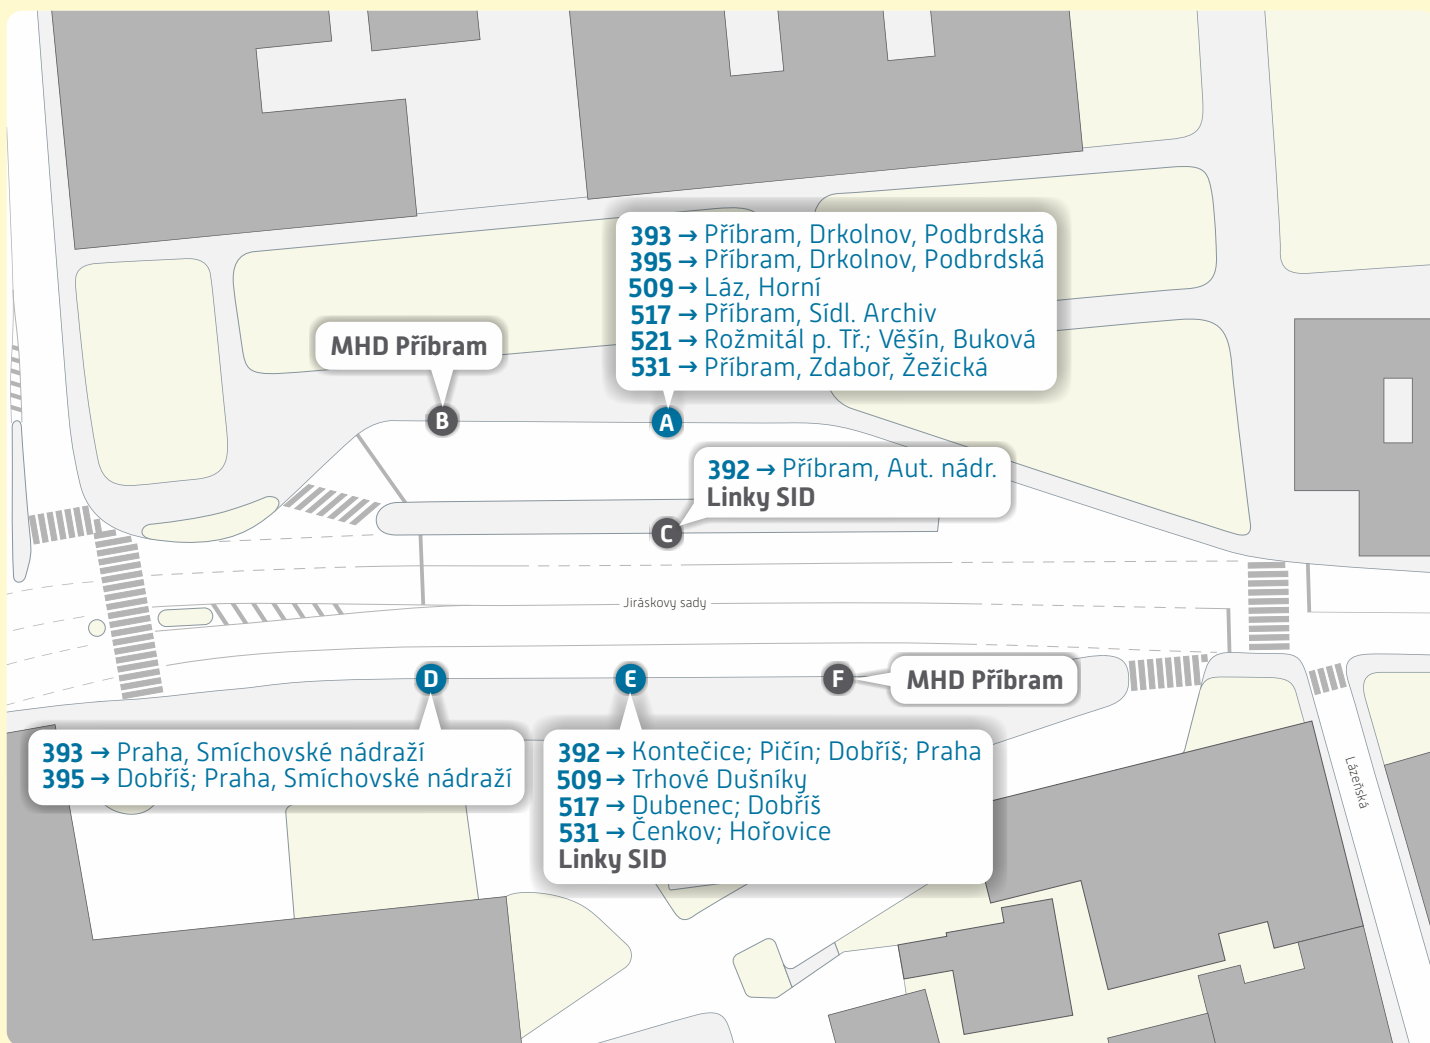 393 → Příbram, Drkolnov, Podbrdská
395 → Příbram, Drkolnov, Podbrdská
509 → Láz, Horní
517 → Příbram, Sídl. Archiv
521 → Rožmitál p. Tř.; Věšín, Buková
531 → Příbram, Zdaboř, Žežická
MHD Příbram
B
A
392 → Příbram, Aut. nádr.
Linky SID
C
Jiráskovy sady
D
E
F
MHD Příbram
393 → Praha, Smíchovské nádraží
395 → Dobříš; Praha, Smíchovské nádraží
392 → Kontečice; Pičín; Dobříš; Praha
509 → Trhové Dušníky
517 → Dubenec; Dobříš
531 → Čenkov; Hořovice
Linky SID
Lázeňská